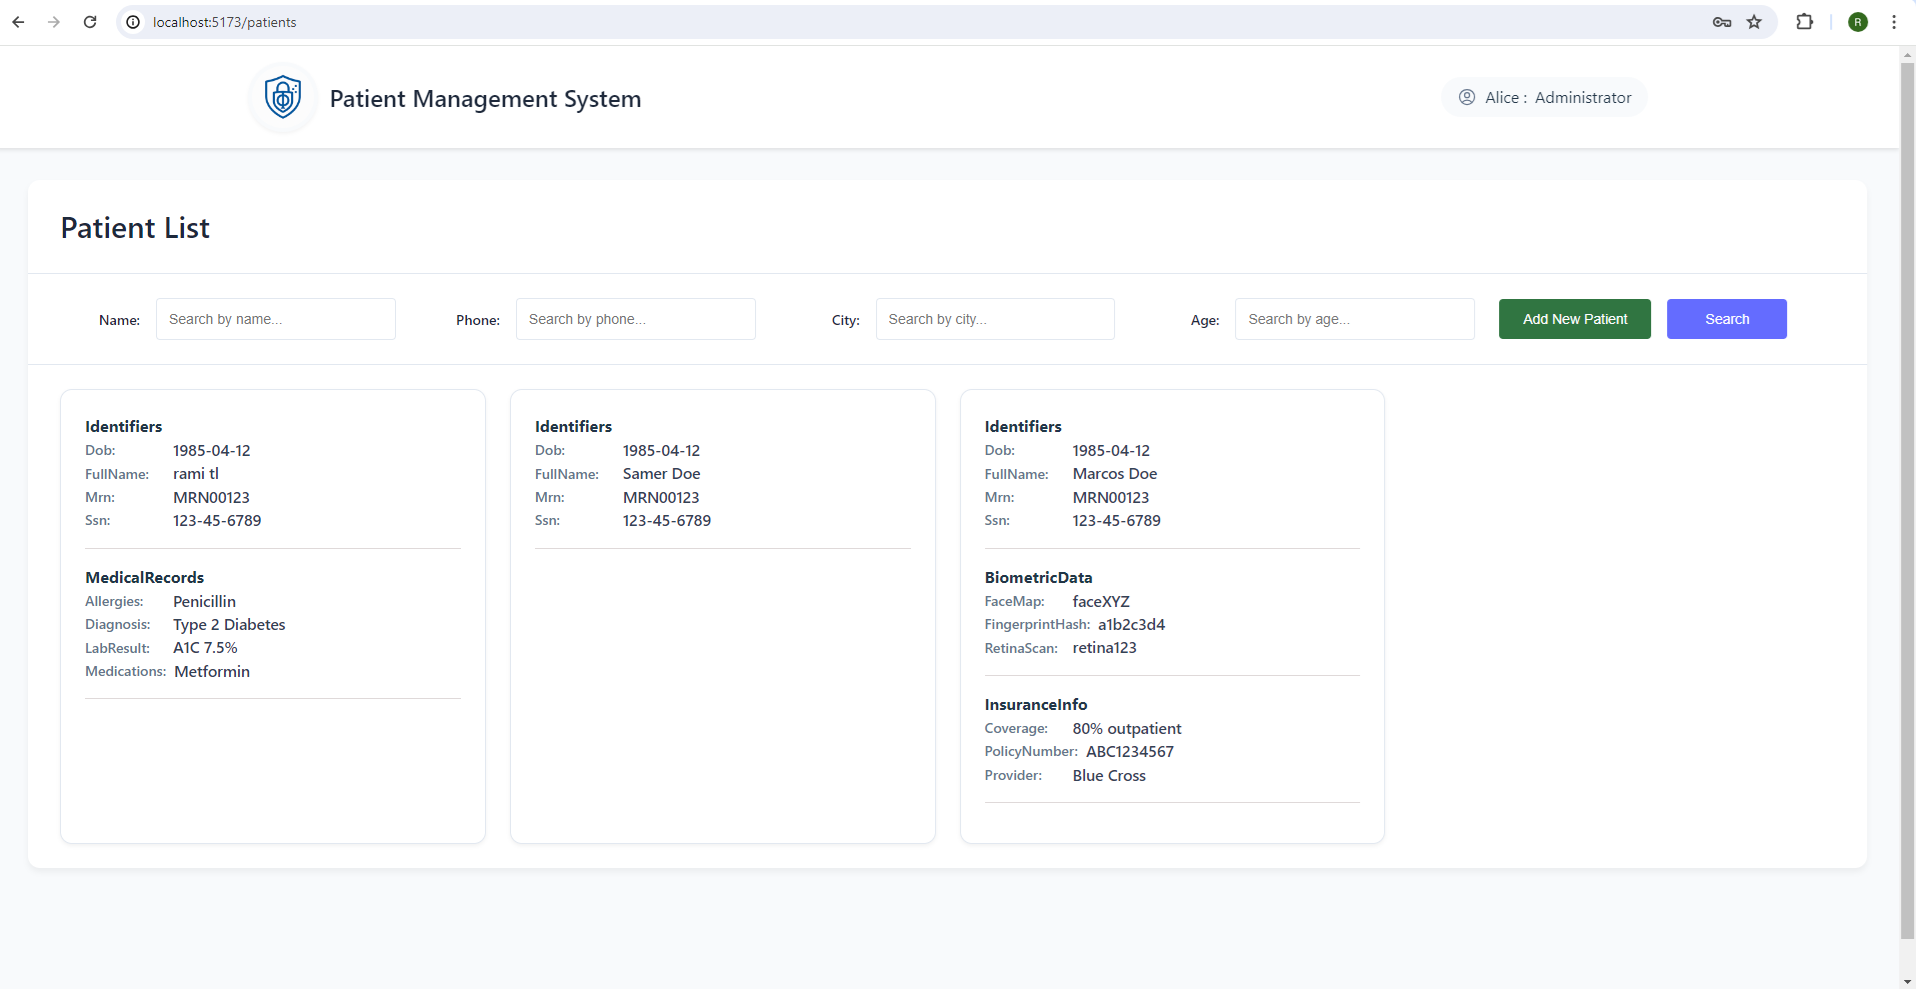 localhost:5173/patients
R
Patient Management System
Alice : Administrator
Patient List
Name: Search by name... Phone: Search by phone... City: Search by city... Age: Search by age... Add New Patient Search
Identifiers
Dob: 1985-04-12
FullName: rami tl
Mrn: MRN00123
Ssn: 123-45-6789
MedicalRecords
Allergies: Penicillin
Diagnosis: Type 2 Diabetes
LabResult: A1C 7.5%
Medications: Metformin
Identifiers
Dob: 1985-04-12
FullName: Samer Doe
Mrn: MRN00123
Ssn: 123-45-6789
Identifiers
Dob: 1985-04-12
FullName: Marcos Doe
Mrn: MRN00123
Ssn: 123-45-6789
BiometricData
FaceMap: faceXYZ
FingerprintHash: a1b2c3d4
RetinaScan: retina123
InsuranceInfo
Coverage: 80% outpatient
PolicyNumber: ABC1234567
Provider: Blue Cross